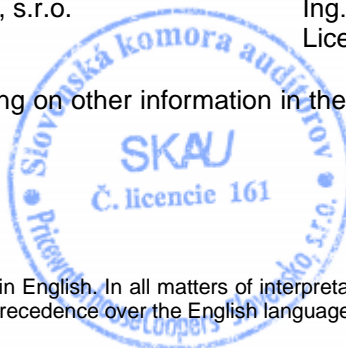 , s.r.o.
Ing.
Lice
Slovenská komora audítorov
ng on other information in the
SKAU
Č. licencie 161
PricewaterhouseCoopers Slovensko, s.r.o.
in English. In all matters of interpreta
recedence over the English language